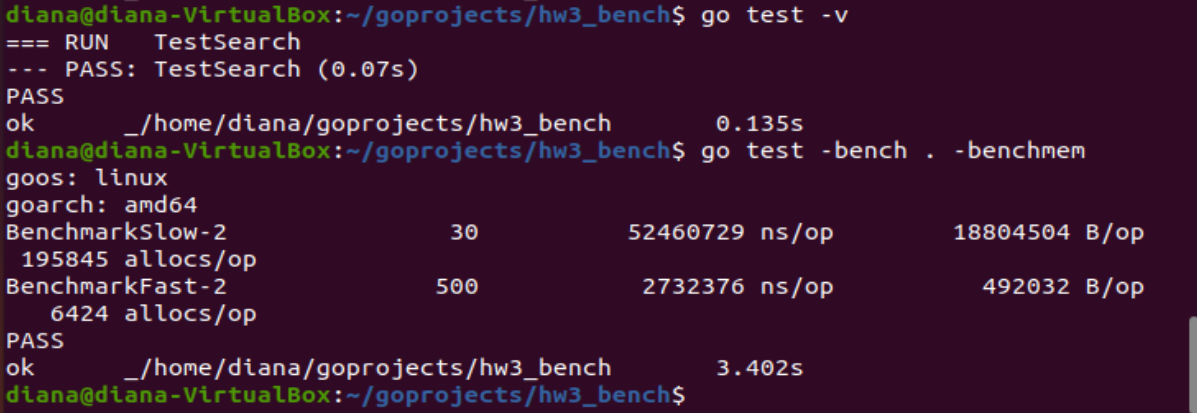 diana@diana-VirtualBox:~/goprojects/hw3_bench$ go test -v
=== RUN   TestSearch
--- PASS: TestSearch (0.07s)
PASS
ok      _/home/diana/goprojects/hw3_bench       0.135s
diana@diana-VirtualBox:~/goprojects/hw3_bench$ go test -bench . -benchmem
goos: linux
goarch: amd64
BenchmarkSlow-2               30          52460729 ns/op        18804504 B/op
 195845 allocs/op
BenchmarkFast-2              500           2732376 ns/op          492032 B/op
   6424 allocs/op
PASS
ok      _/home/diana/goprojects/hw3_bench       3.402s
diana@diana-VirtualBox:~/goprojects/hw3_bench$